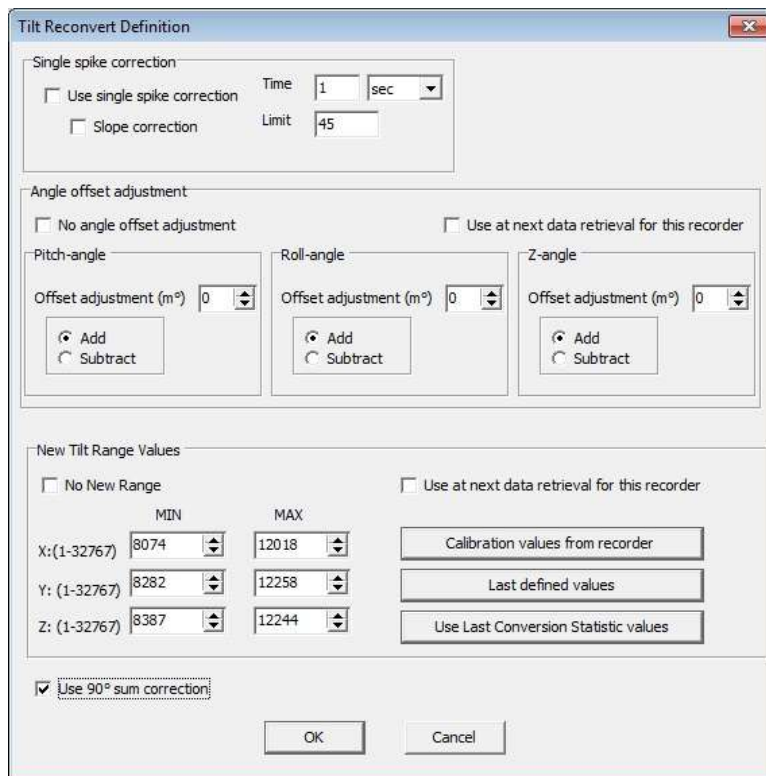 Tilt Reconvert Definition
Single spike correction
Use single spike correction
Time 1 sec
Slope correction
Limit 45
Angle offset adjustment
No angle offset adjustment
Use at next data retrieval for this recorder
Pitch-angle
Offset adjustment (m°) 0
Add
Subtract
Roll-angle
Offset adjustment (m°) 0
Add
Subtract
Z-angle
Offset adjustment (m°) 0
Add
Subtract
New Tilt Range Values
No New Range
Use at next data retrieval for this recorder
MIN MAX
X:(1-32767) 8074 12018
Calibration values from recorder
Y: (1-32767) 8282 12258
Last defined values
Z: (1-32767) 8387 12244
Use Last Conversion Statistic values
Use 90° sum correction
OK Cancel